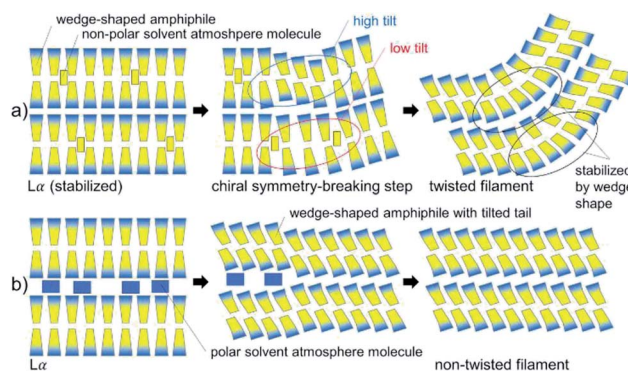 wedge-shaped amphiphile
non-polar solvent atmoshpere molecule
high tilt
low tilt
a)
Lα (stabilized)
chiral symmetry-breaking step
twisted filament
stabilized
by wedge
shape
wedge-shaped amphiphile with tilted tail
b)
polar solvent atmosphere molecule
Lα
non-twisted filament